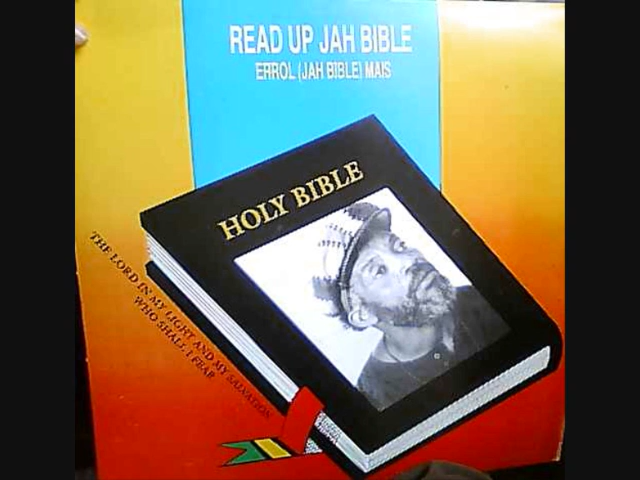 READ UP JAH BIBLE
ERROL (JAH BIBLE) MAIS
HOLY BIBLE
THE LORD IN MY LIGHT AND MY SALVATION
WHO SHALL I FEAR